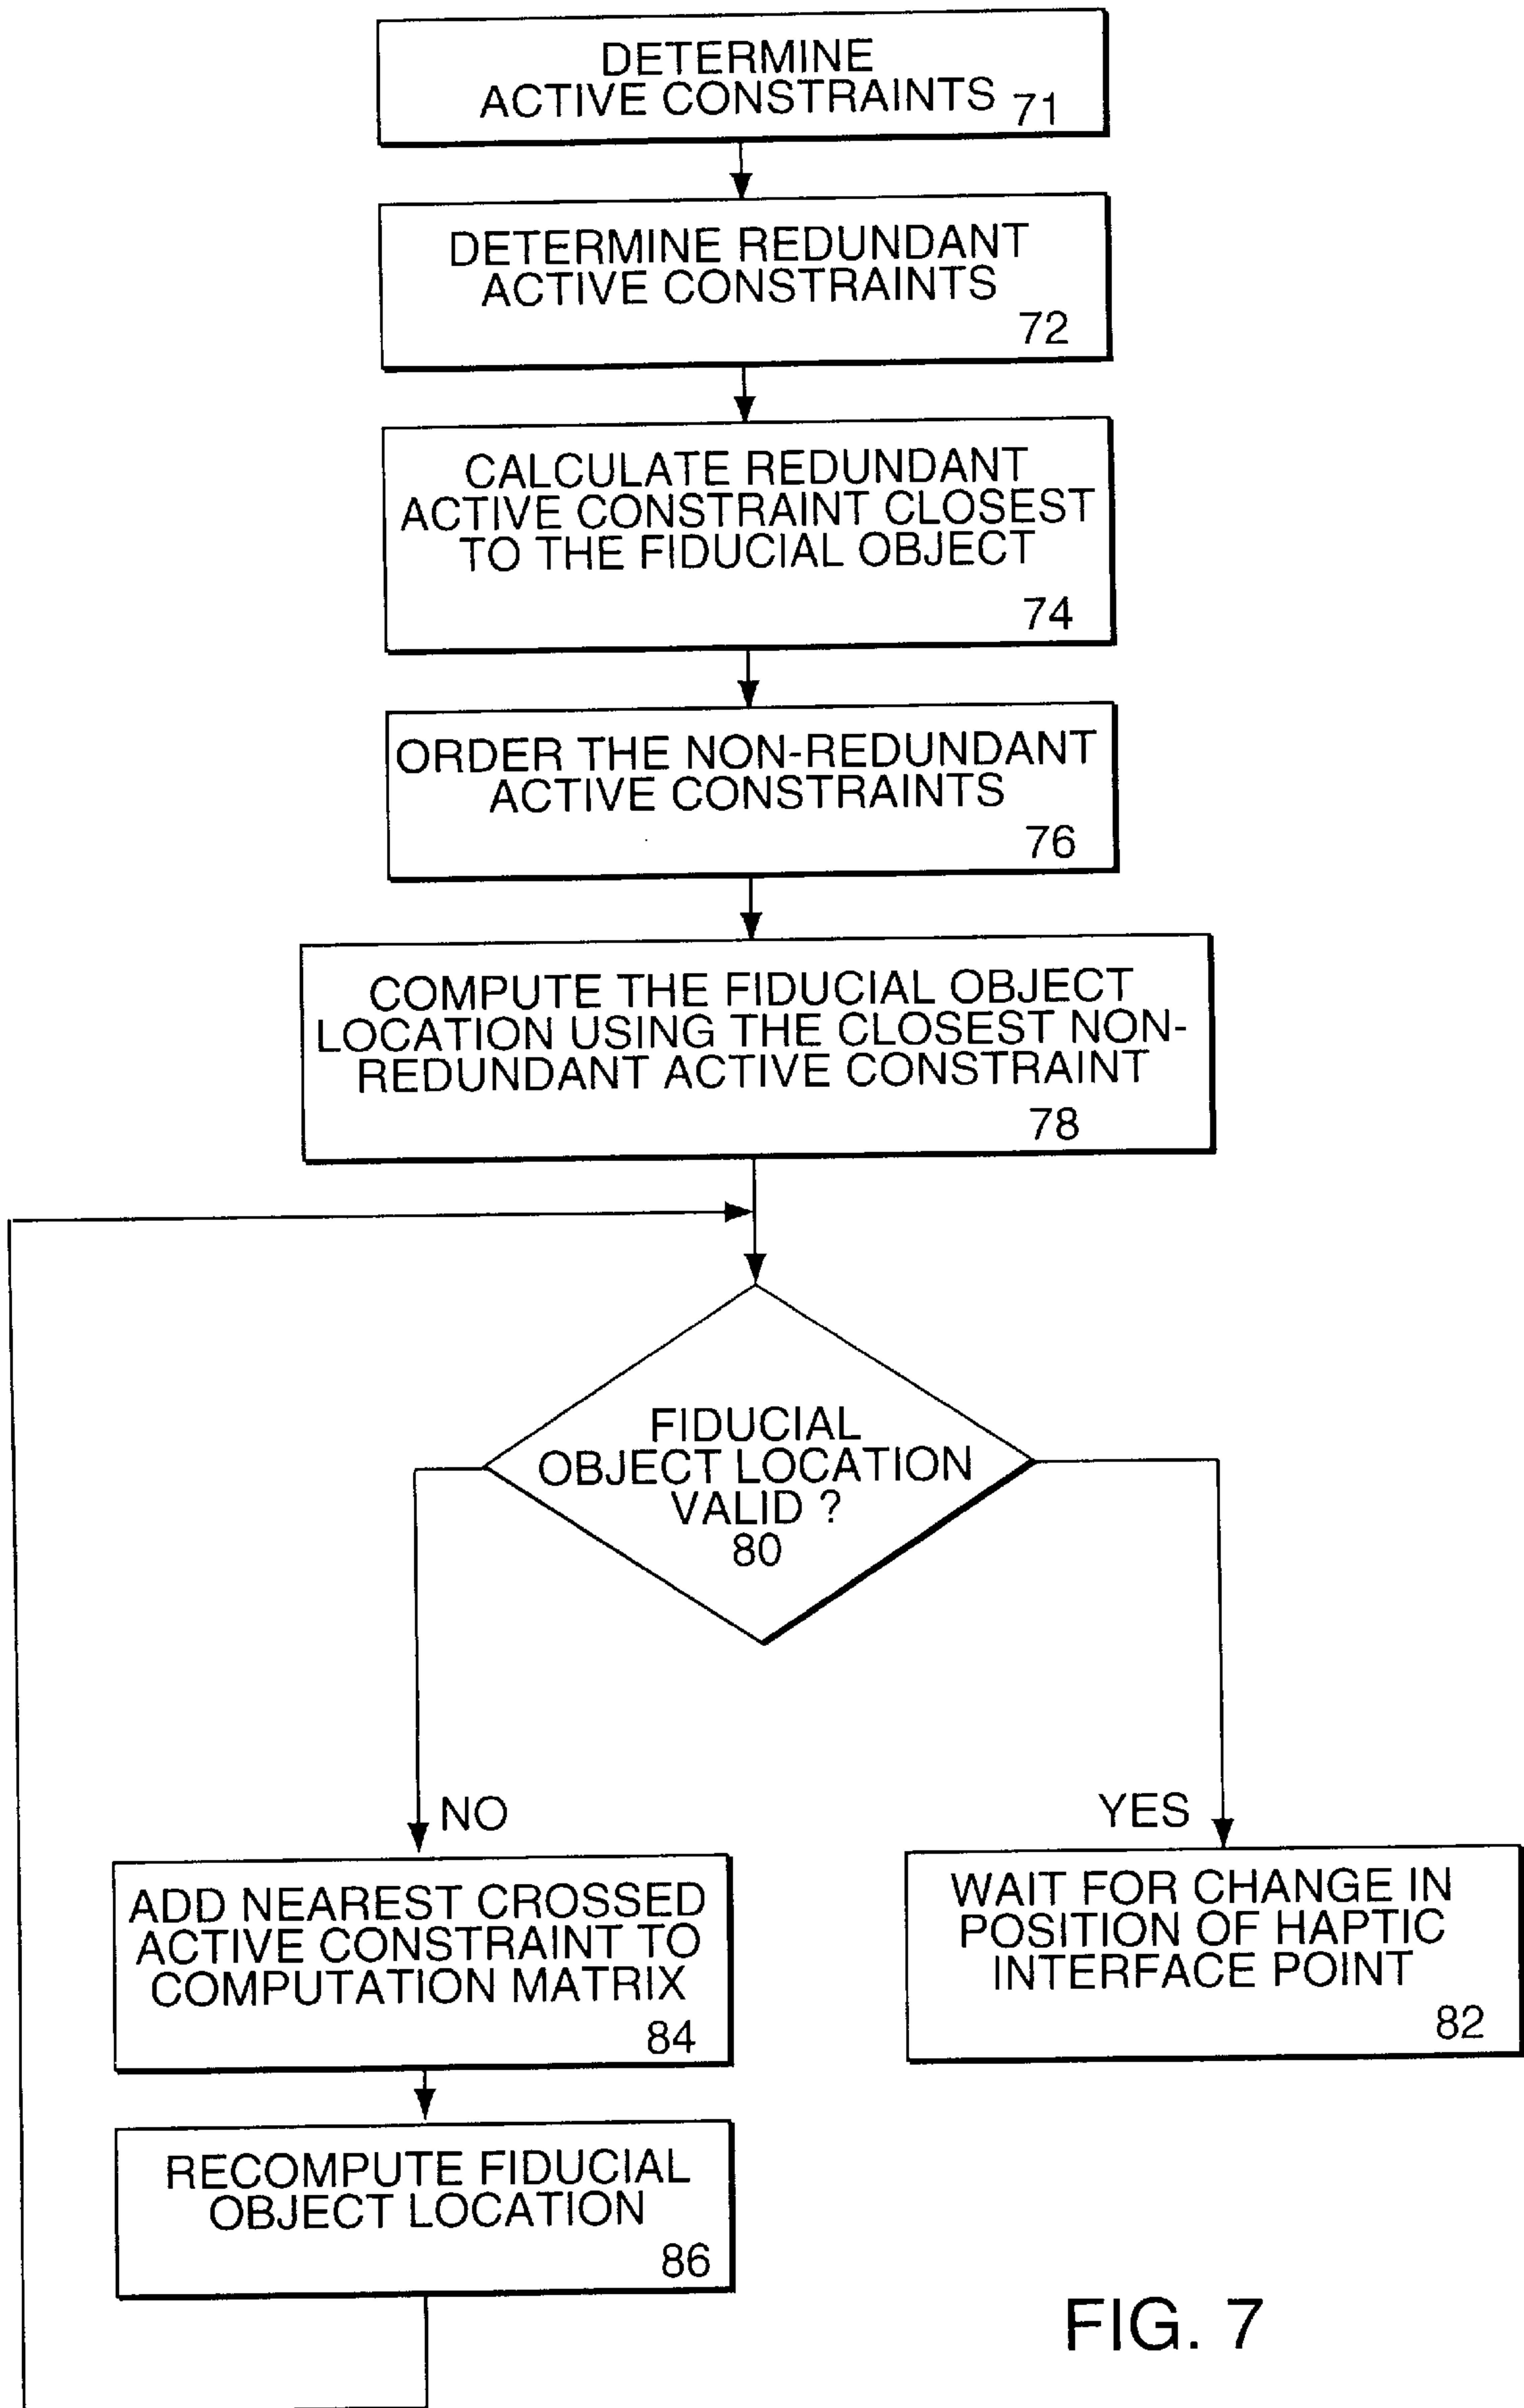 DETERMINE
ACTIVE CONSTRAINTS 71
DETERMINE REDUNDANT
ACTIVE CONSTRAINTS
72
CALCULATE REDUNDANT
ACTIVE CONSTRAINT CLOSEST
TO THE FIDUCIAL OBJECT
74
ORDER THE NON-REDUNDANT
ACTIVE CONSTRAINTS
76
COMPUTE THE FIDUCIAL OBJECT
LOCATION USING THE CLOSEST NON-
REDUNDANT ACTIVE CONSTRAINT
78
FIDUCIAL
OBJECT LOCATION
VALID ?
80
NO
YES
ADD NEAREST CROSSED
ACTIVE CONSTRAINT TO
COMPUTATION MATRIX
84
WAIT FOR CHANGE IN
POSITION OF HAPTIC
INTERFACE POINT
82
RECOMPUTE FIDUCIAL
OBJECT LOCATION
86
FIG. 7